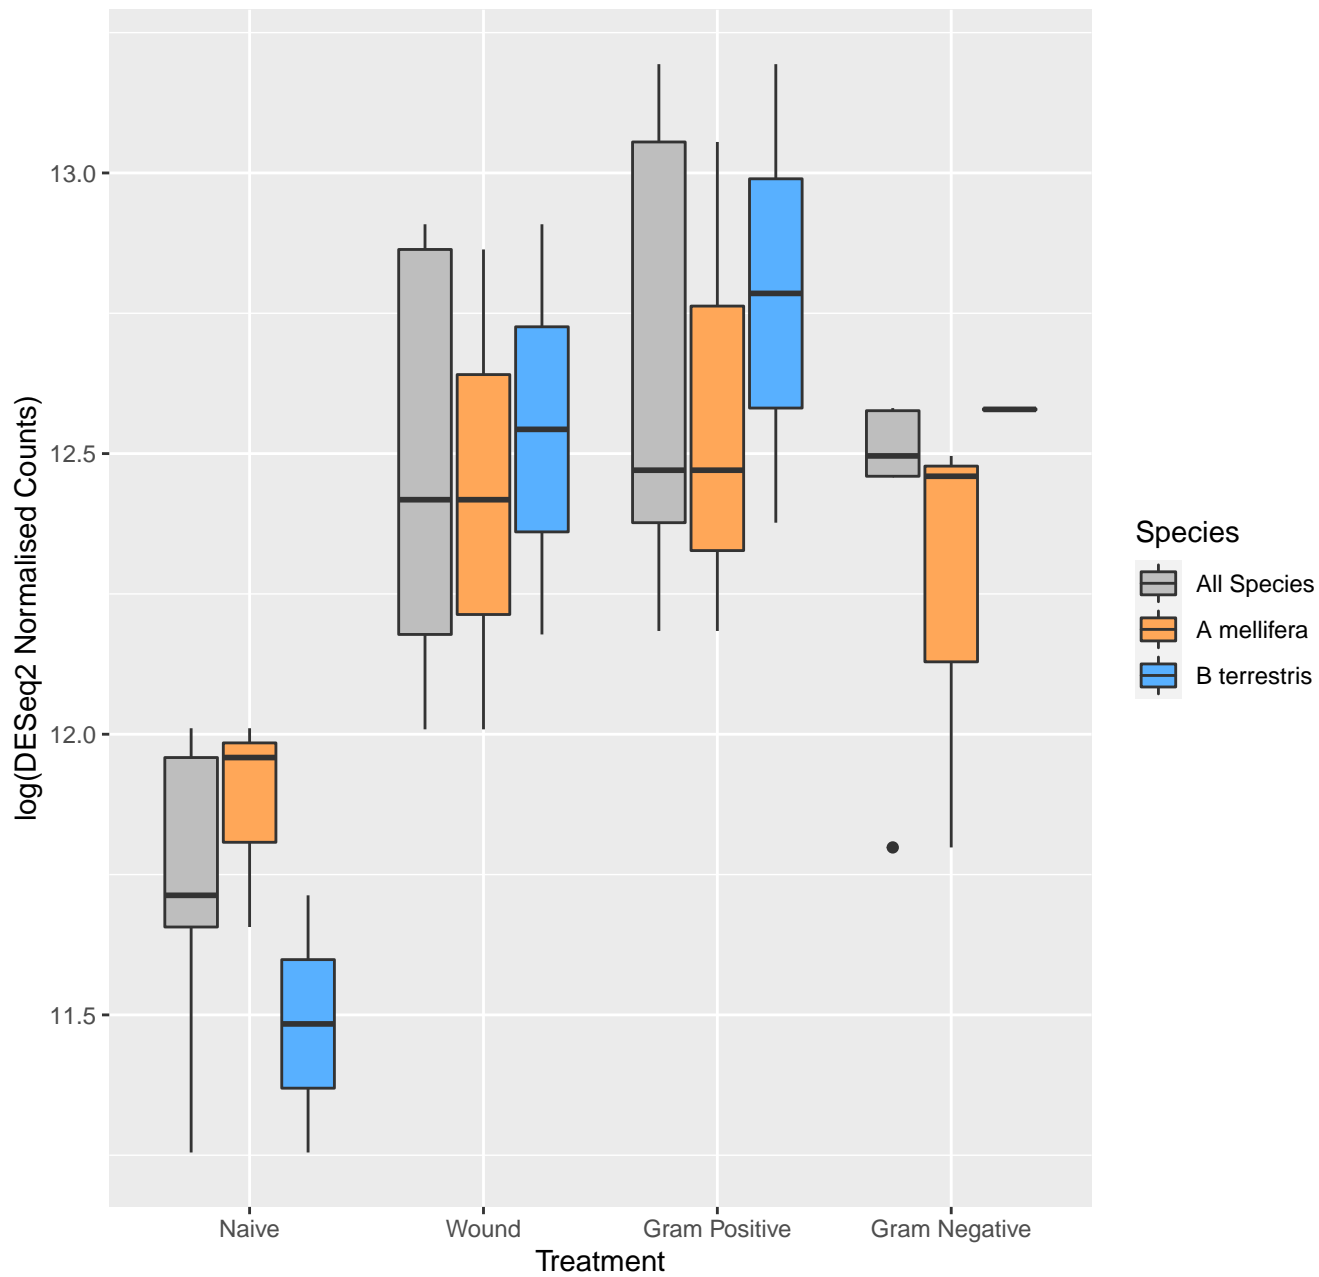 log(DESeq2 Normalised Counts)
13.0
12.5
12.0
11.5
Naive
Wound
Gram Positive
Gram Negative
Treatment
Species
All Species
A mellifera
B terrestris